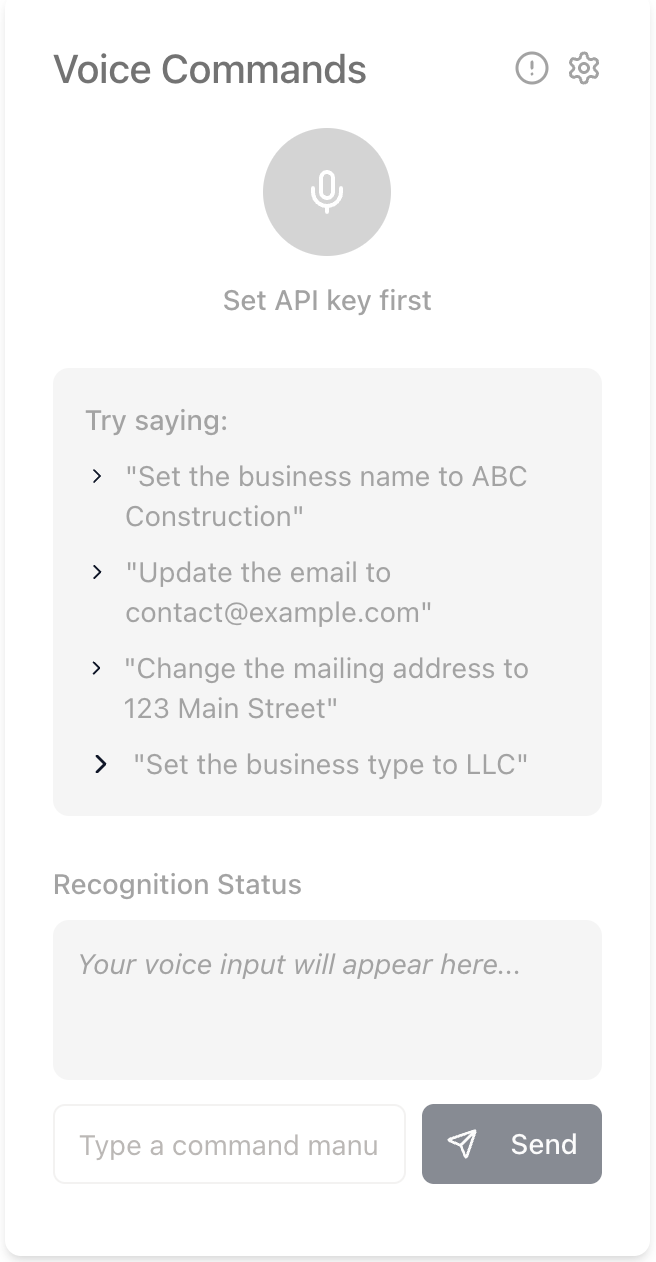 Voice Commands
Set API key first
Try saying:
"Set the business name to ABC
Construction"
"Update the email to
contact@example.com"
"Change the mailing address to
123 Main Street"
"Set the business type to LLC"
Recognition Status
Your voice input will appear here...
Type a command manu
Send